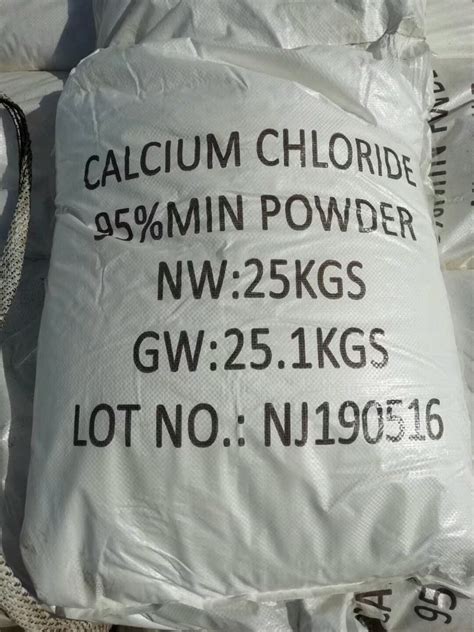 CALCIUM CHLORIDE
95%MIN POWDER
NW:25KGS
GW:25.1KGS
LOT NO.: NJ190516